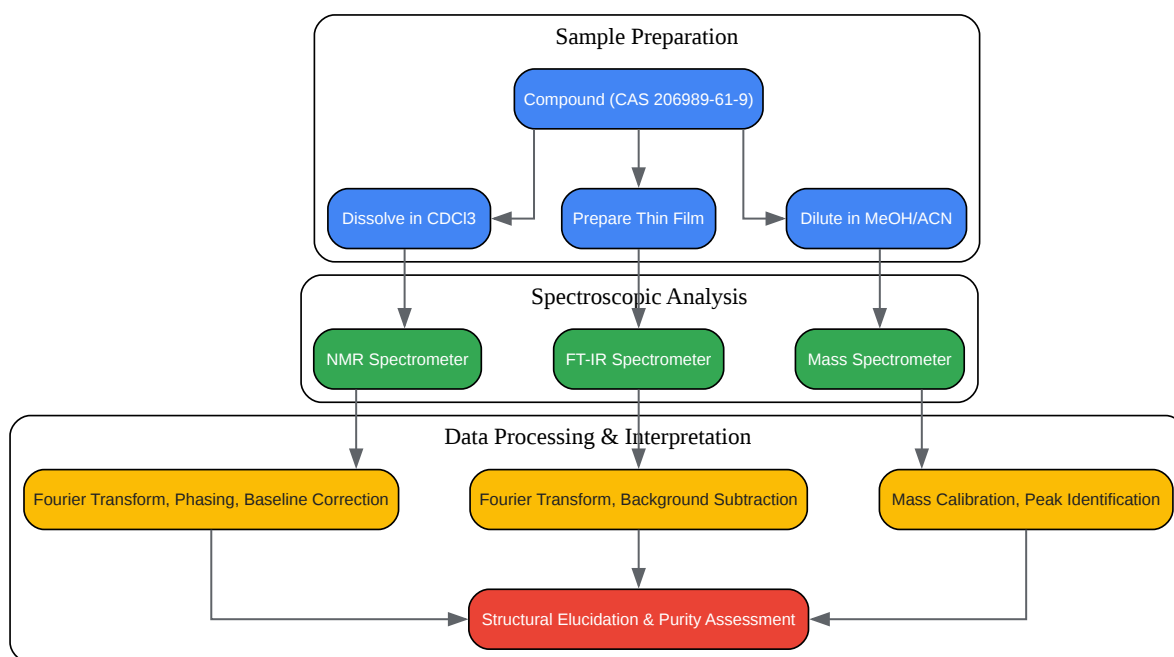 Sample Preparation
Compound (CAS 206989-61-9)
Dissolve in CDCl3
Prepare Thin Film
Dilute in MeOH/ACN
Spectroscopic Analysis
NMR Spectrometer
FT-IR Spectrometer
Mass Spectrometer
Data Processing & Interpretation
Fourier Transform, Phasing, Baseline Correction
Fourier Transform, Background Subtraction
Mass Calibration, Peak Identification
Structural Elucidation & Purity Assessment